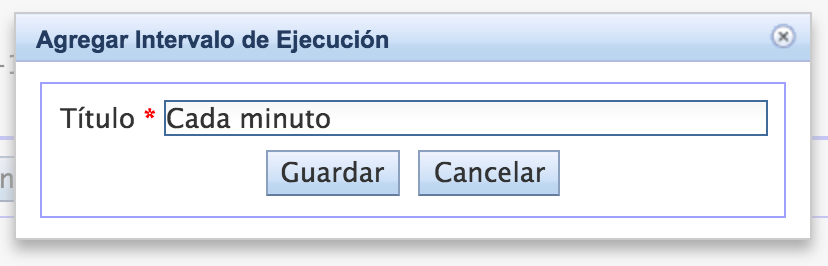 Agregar Intervalo de Ejecución
Título * Cada minuto
Guardar Cancelar